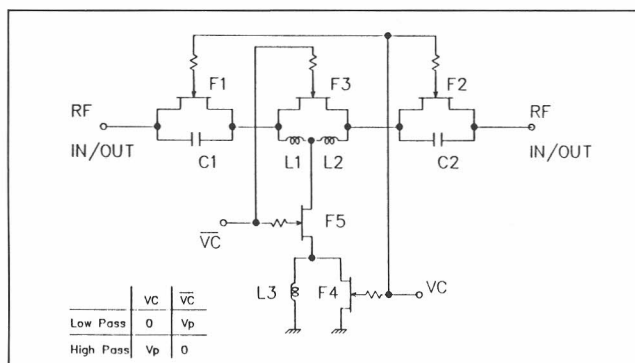 F1
F3
F2
RF
IN/OUT
C1
L1
L2
C2
RF
IN/OUT
VC
F5
L3
F4
VC
VC VC
Low Pass 0 Vp
High Pass Vp 0